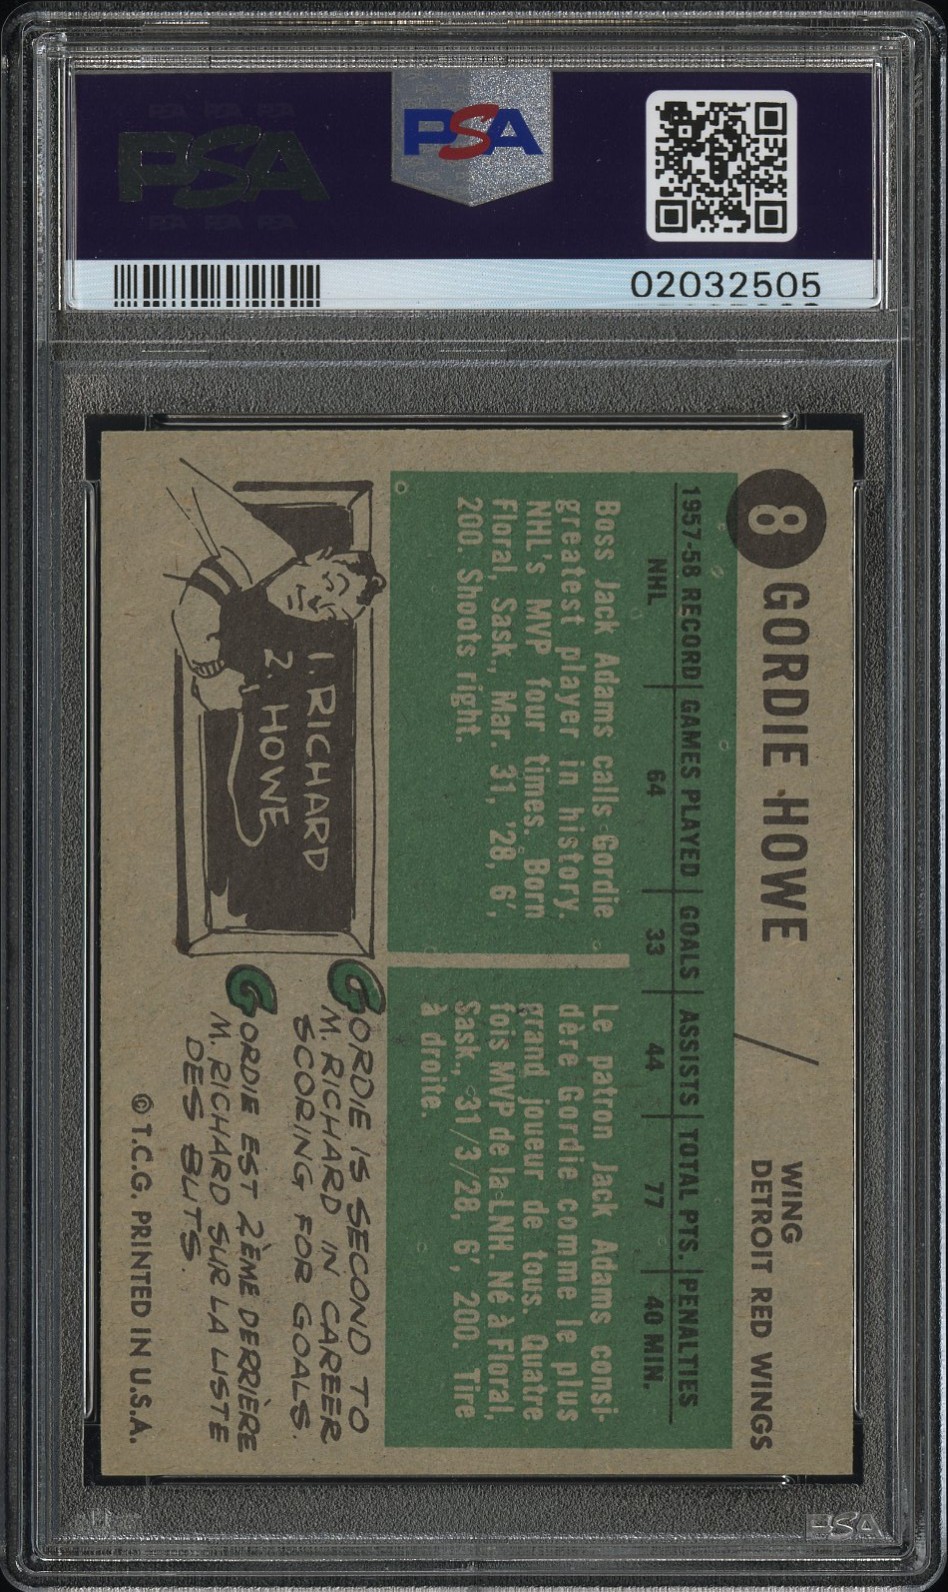 PSA
PSA
02032505
8 GORDIE HOWE
WING
DETROIT RED WINGS
1957-58 RECORD GAMES PLAYED GOALS ASSISTS TOTAL PTS. PENALTIES
NHL 64 33 44 77 40 MIN.
Boss Jack Adams calls Gordie
greatest player in history.
NHL's MVP four times. Born
Floral, Sask., Mar. 31, '28, 6',
200. Shoots right.
Le patron Jack Adams consi-
dère Gordie comme le plus
grand joueur de tous. Quatre
fois MVP de la LNH. Né à Floral,
Sask., 31/3/28, 6', 200. Tire
à droite.
1. RICHARD
2. HOWE
GORDIE IS SECOND TO
M. RICHARD IN CAREER
SCORING FOR GOALS.
GORDIE EST 2ÈME DERRIÈRE
M. RICHARD SUR LA LISTE
DES BUTS.
© T.C.G. PRINTED IN U.S.A.
PSA